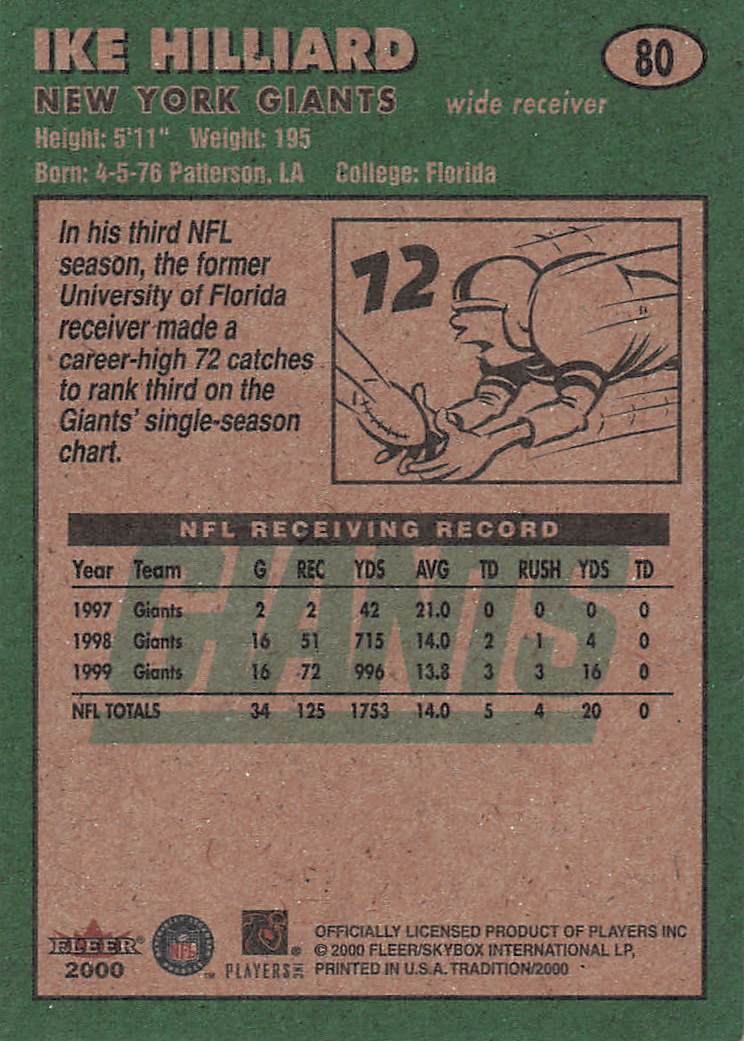 IKE HILLIARD
80
NEW YORK GIANTS wide receiver
Height: 5'11" Weight: 195
Born: 4-5-76 Patterson, LA College: Florida
In his third NFL
season, the former
University of Florida
receiver made a
career-high 72 catches
to rank third on the
Giants' single-season
chart.
72
NFL RECEIVING RECORD
Year Team G REC YDS AVG TD RUSH YDS TD
1997 Giants 2 2 42 21.0 0 0 0 0
1998 Giants 16 51 715 14.0 2 1 4 0
1999 Giants 16 72 996 13.8 3 3 16 0
NFL TOTALS 34 125 1753 14.0 5 4 20 0
GIANTS
FLEER®
2000
NFL
™
®
PLAYERS INC
OFFICIALLY LICENSED PRODUCT OF PLAYERS INC
© 2000 FLEER/SKYBOX INTERNATIONAL LP,
PRINTED IN U.S.A. TRADITION/2000